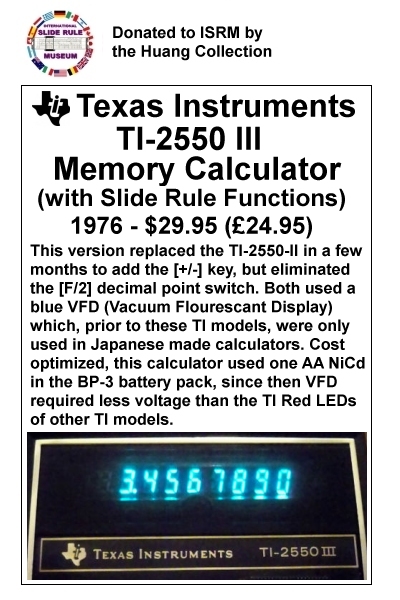 INTERNATIONAL
SLIDE RULE
MUSEUM
Donated to ISRM by
the Huang Collection
Texas Instruments
TI-2550 III
Memory Calculator
(with Slide Rule Functions)
1976 - $29.95 (£24.95)
This version replaced the TI-2550-II in a few
months to add the [+/-] key, but eliminated
the [F/2] decimal point switch. Both used a
blue VFD (Vacuum Flourescant Display)
which, prior to these TI models, were only
used in Japanese made calculators. Cost
optimized, this calculator used one AA NiCd
in the BP-3 battery pack, since then VFD
required less voltage than the TI Red LEDs
of other TI models.
3.4567890
TEXAS INSTRUMENTS TI-2550 III